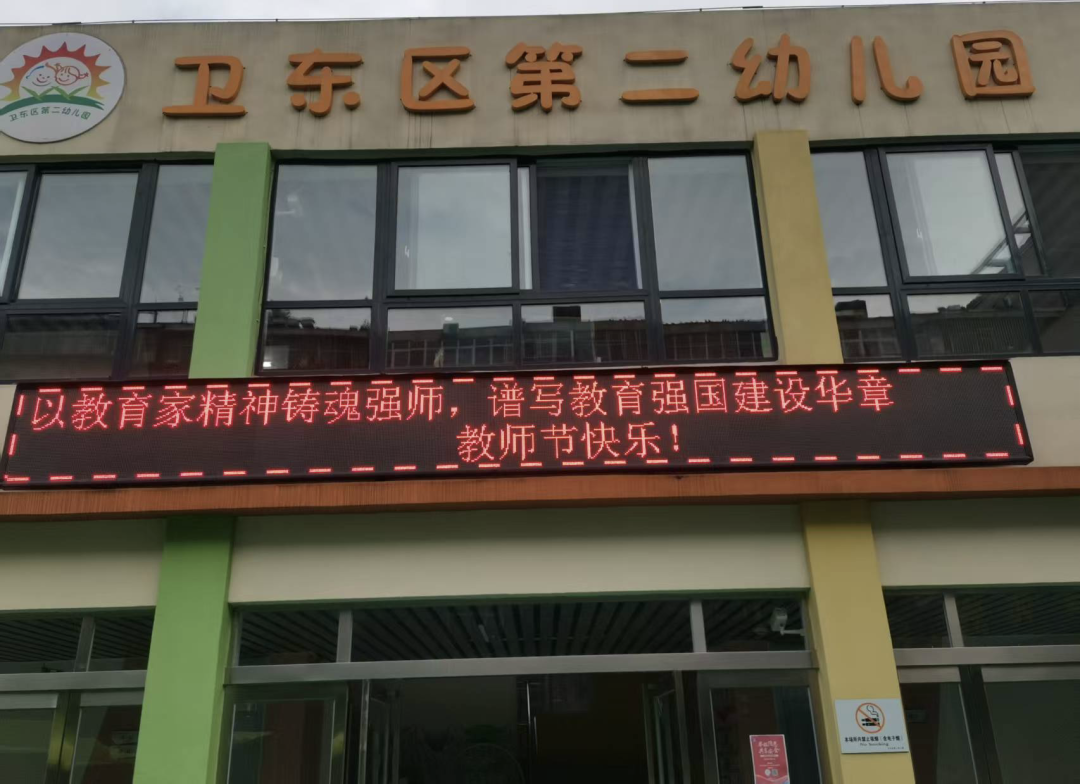 卫东区第二幼儿园
卫东区第二幼儿园
以教育家精神铸魂强师，谱写教育强国建设华章
教师节快乐！
No Smoking